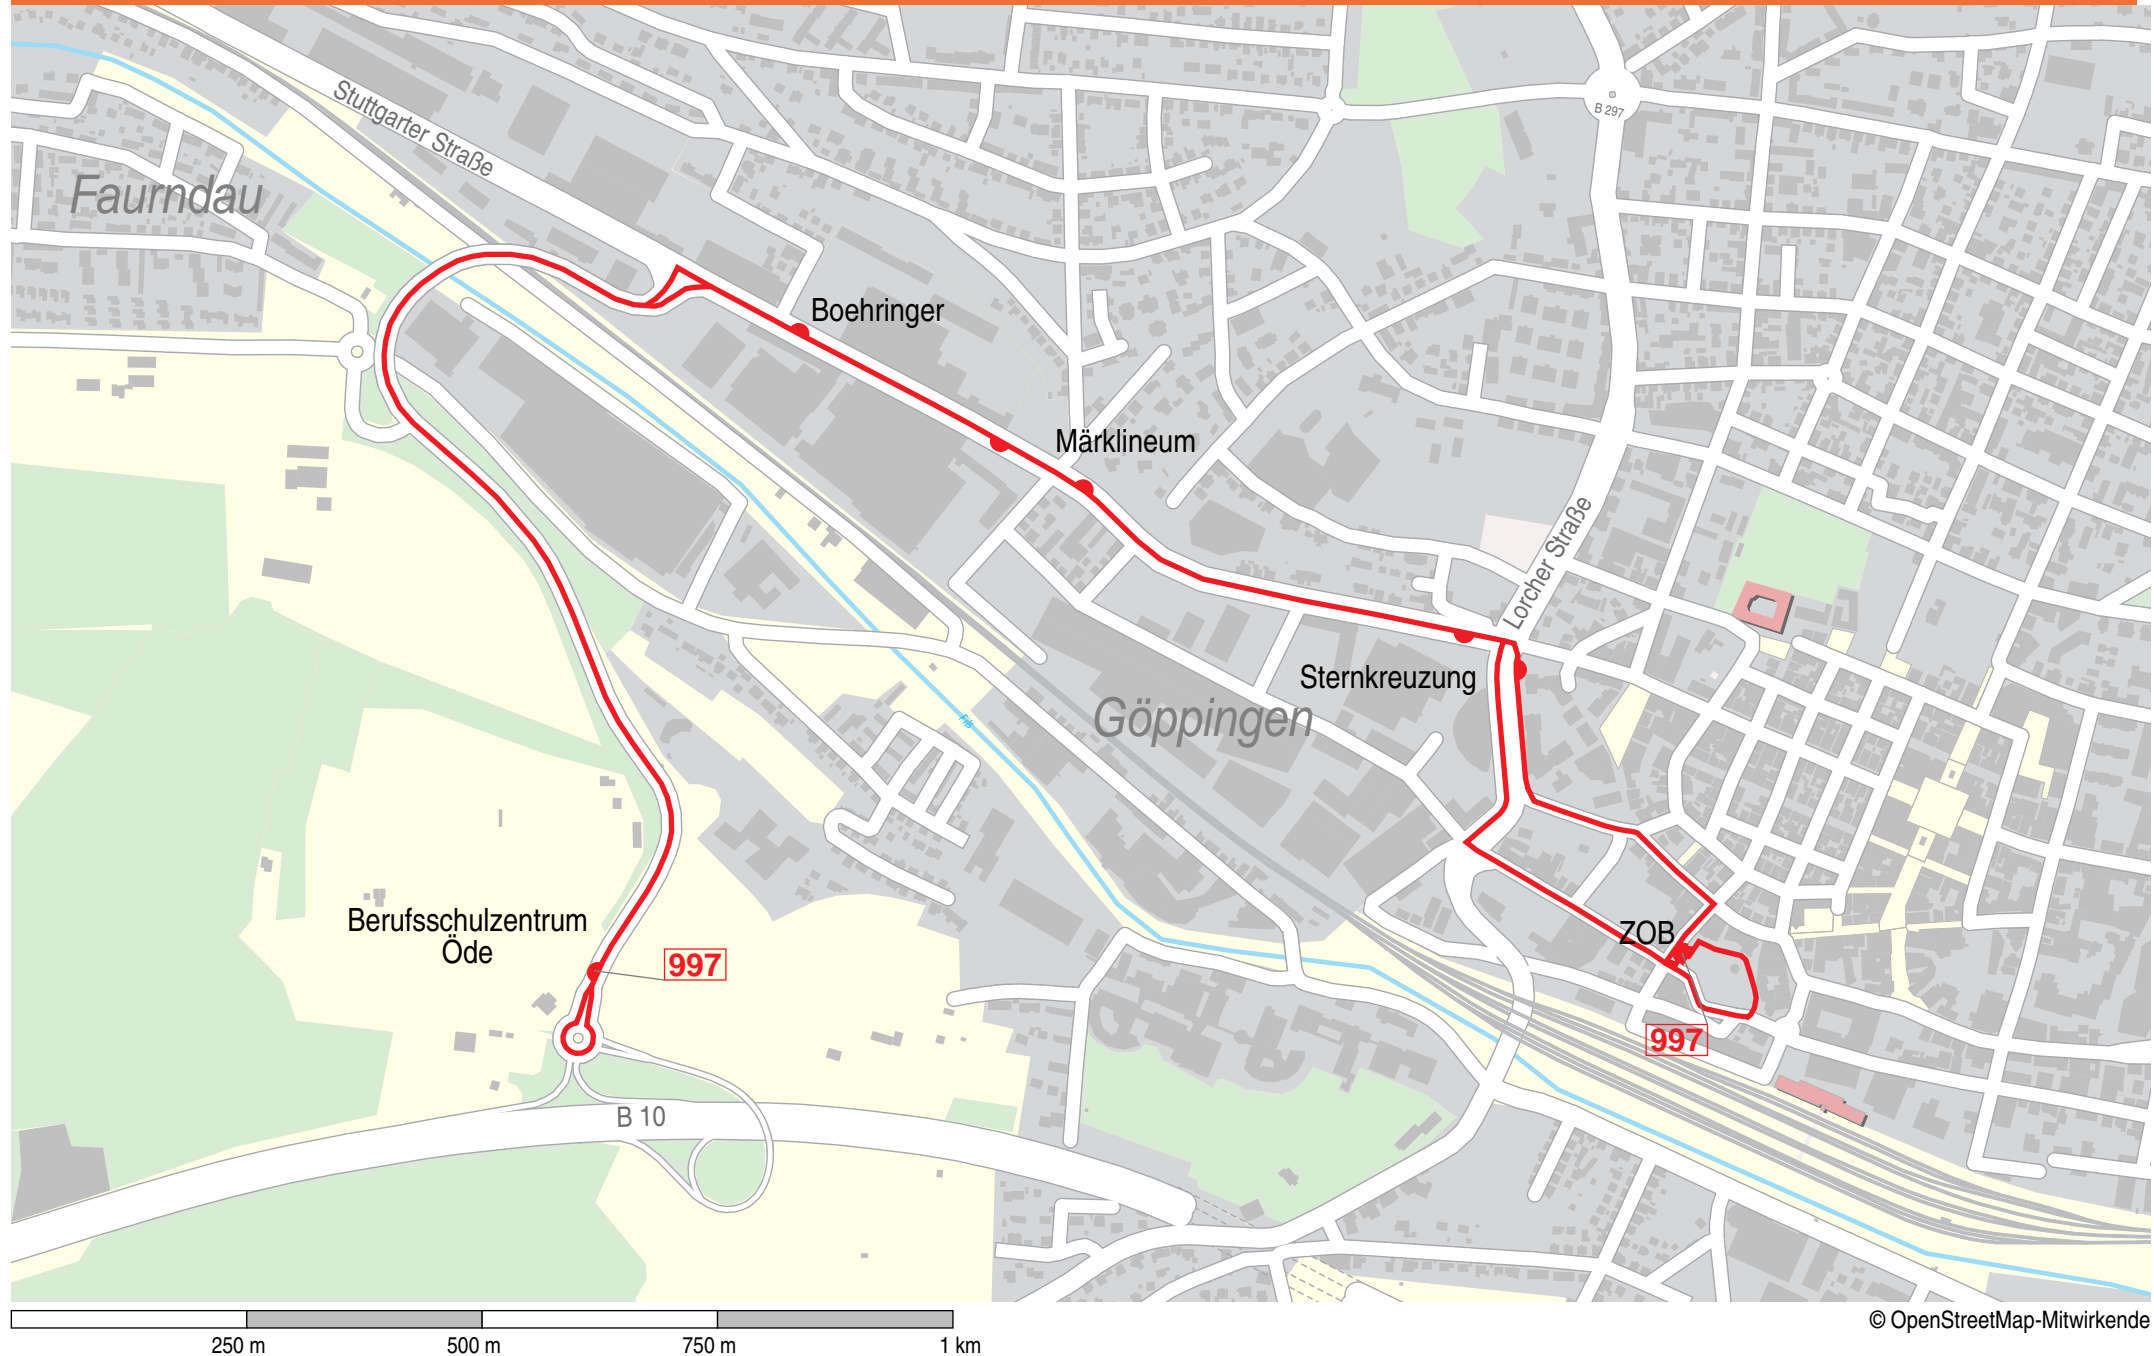 B 297
Stuttgarter Straße
Faurndau
Boehringer
Märklineum
Lorcher Straße
Sternkreuzung
Göppingen
Fils
Berufsschulzentrum
Öde
997
ZOB
997
B 10
250 m
500 m
750 m
1 km
© OpenStreetMap-Mitwirkende